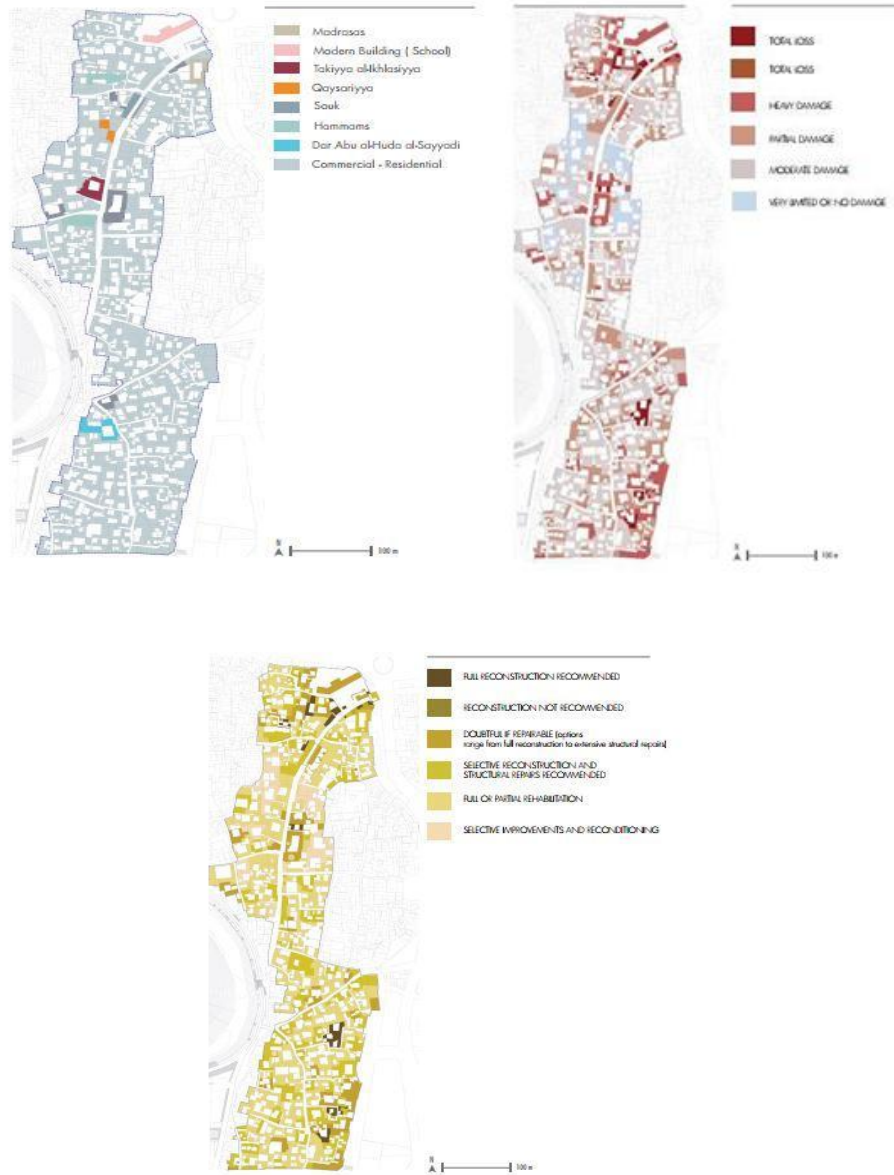 Madrasas
Modern Building ( School)
Takiyya al-Ikhlasiyya
Qaysariyya
Souk
Hammams
Dar Abu al-Huda al-Sayyadi
Commercial - Residential
N
100 m
TOTAL LOSS
TOTAL LOSS
HEAVY DAMAGE
PARTIAL DAMAGE
MODERATE DAMAGE
VERY LIMITED OR NO DAMAGE
N
100 m
FULL RECONSTRUCTION RECOMMENDED
RECONSTRUCTION NOT RECOMMENDED
DOUBTFUL IF REPAIRABLE (options
range from full reconstruction to extensive structural repairs)
SELECTIVE RECONSTRUCTION AND
STRUCTURAL REPAIRS RECOMMENDED
FULL OR PARTIAL REHABILITATION
SELECTIVE IMPROVEMENTS AND RECONDITIONING
N
100 m